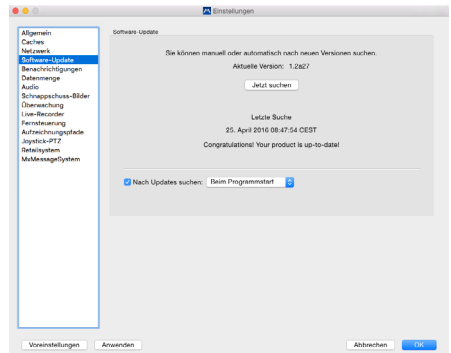 Einstellungen
Allgemein
Caches
Netzwerk
Software-Update
Benachrichtigungen
Datenmenge
Audio
Schnappschuss-Bilder
Überwachung
Live-Recorder
Fernsteuerung
Aufzeichnungspfade
Joystick-PTZ
Retailsystem
MxMessageSystem
Software-Update
Sie können manuell oder automatisch nach neuen Versionen suchen.
Aktuelle Version: 1.2a27
Jetzt suchen
Letzte Suche
25. April 2016 08:47:54 CEST
Congratulations! Your product is up-to-date!
Nach Updates suchen: Beim Programmstart
Voreinstellungen Anwenden Abbrechen OK